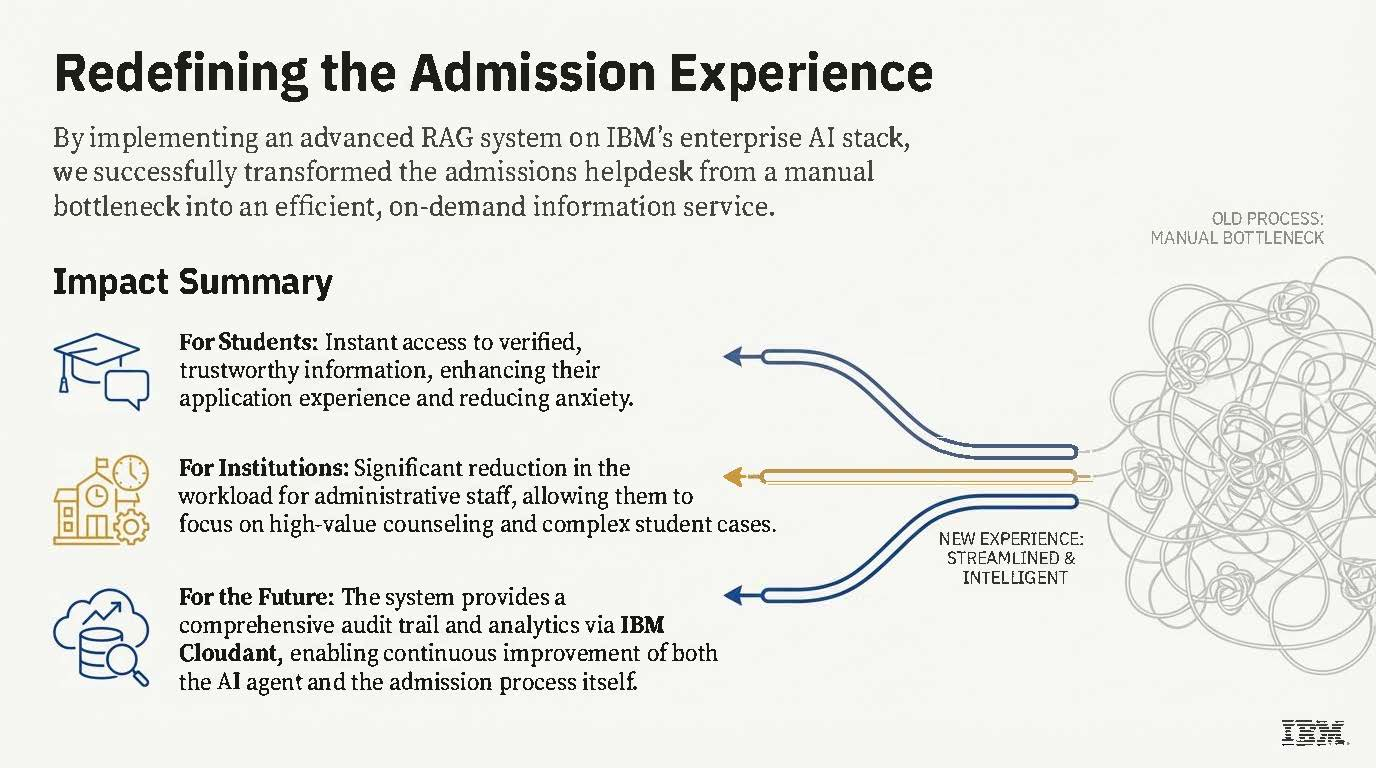 Redefining the Admission Experience
By implementing an advanced RAG system on IBM's enterprise AI stack,
we successfully transformed the admissions helpdesk from a manual
bottleneck into an efficient, on-demand information service.
OLD PROCESS:
MANUAL BOTTLENECK
Impact Summary
For Students: Instant access to verified,
trustworthy information, enhancing their
application experience and reducing anxiety.
For Institutions: Significant reduction in the
workload for administrative staff, allowing them to
focus on high-value counseling and complex student cases.
NEW EXPERIENCE:
STREAMLINED &
INTELLIGENT
For the Future: The system provides a
comprehensive audit trail and analytics via IBM
Cloudant, enabling continuous improvement of both
the AI agent and the admission process itself.
IBM